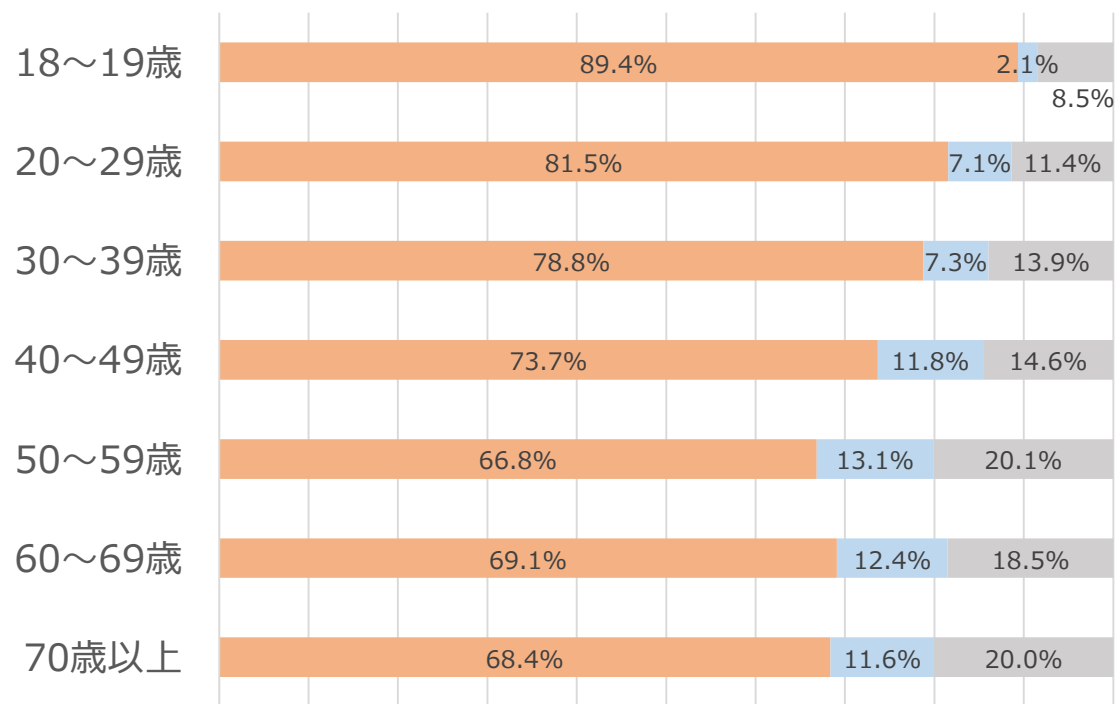 18～19歳 89.4% 2.1%
8.5%
20～29歳 81.5% 7.1% 11.4%
30～39歳 78.8% 7.3% 13.9%
40～49歳 73.7% 11.8% 14.6%
50～59歳 66.8% 13.1% 20.1%
60～69歳 69.1% 12.4% 18.5%
70歳以上 68.4% 11.6% 20.0%